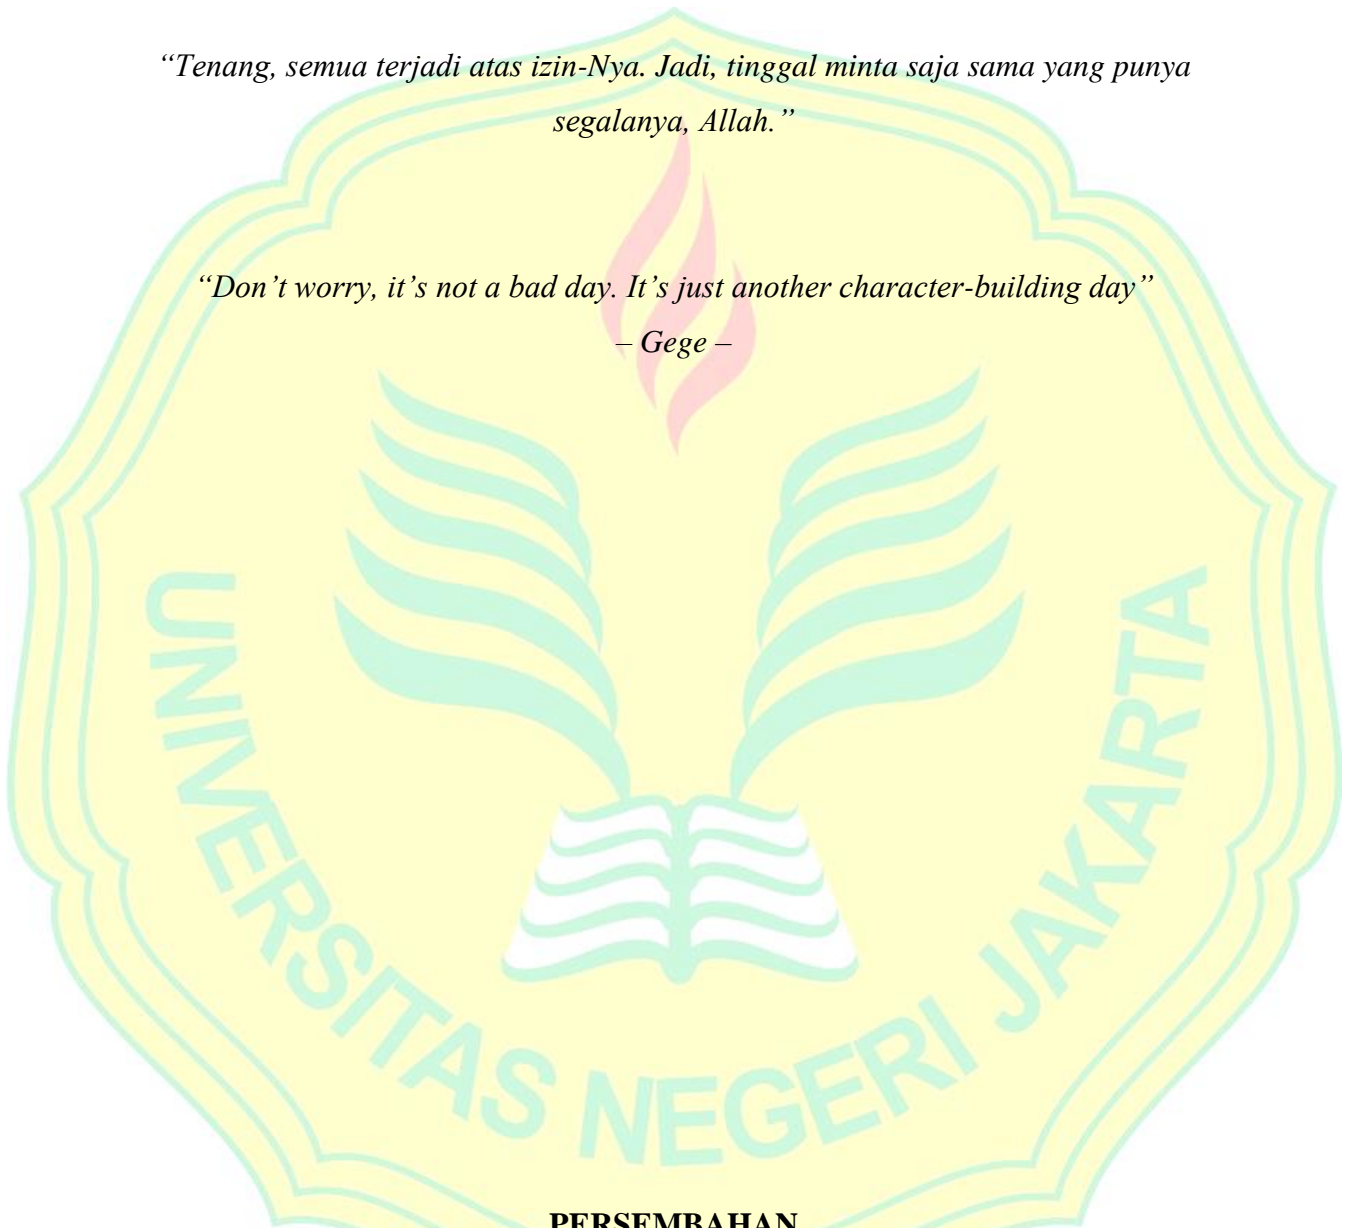 “Tenang, semua terjadi atas izin-Nya. Jadi, tinggal minta saja sama yang punya
segalanya, Allah.”
“Don’t worry, it’s not a bad day. It’s just another character-building day”
– Gege –
UNIVERSITAS NEGERI JAKARTA
PERSEMBAHAN